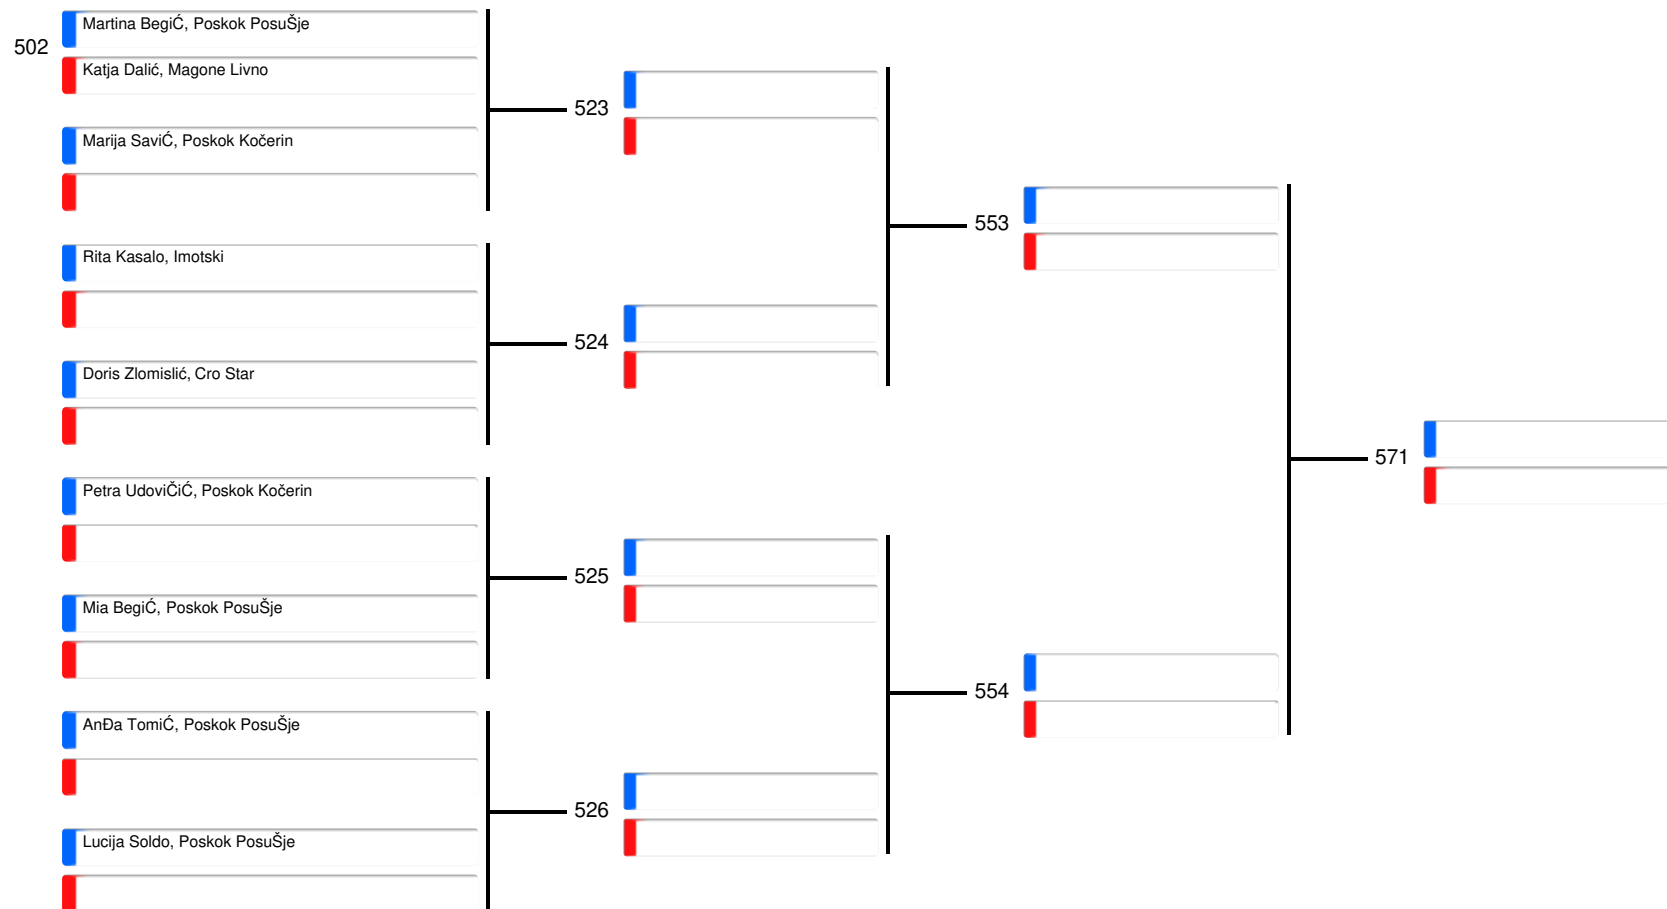 Martina BegiĆ, Poskok PosuŠje
502
Katja Dalić, Magone Livno
523
Marija SaviĆ, Poskok Kočerin
553
Rita Kasalo, Imotski
524
Doris Zlomislić, Cro Star
571
Petra UdoviČiĆ, Poskok Kočerin
525
Mia BegiĆ, Poskok PosuŠje
554
AnĐa TomiĆ, Poskok PosuŠje
526
Lucija Soldo, Poskok PosuŠje